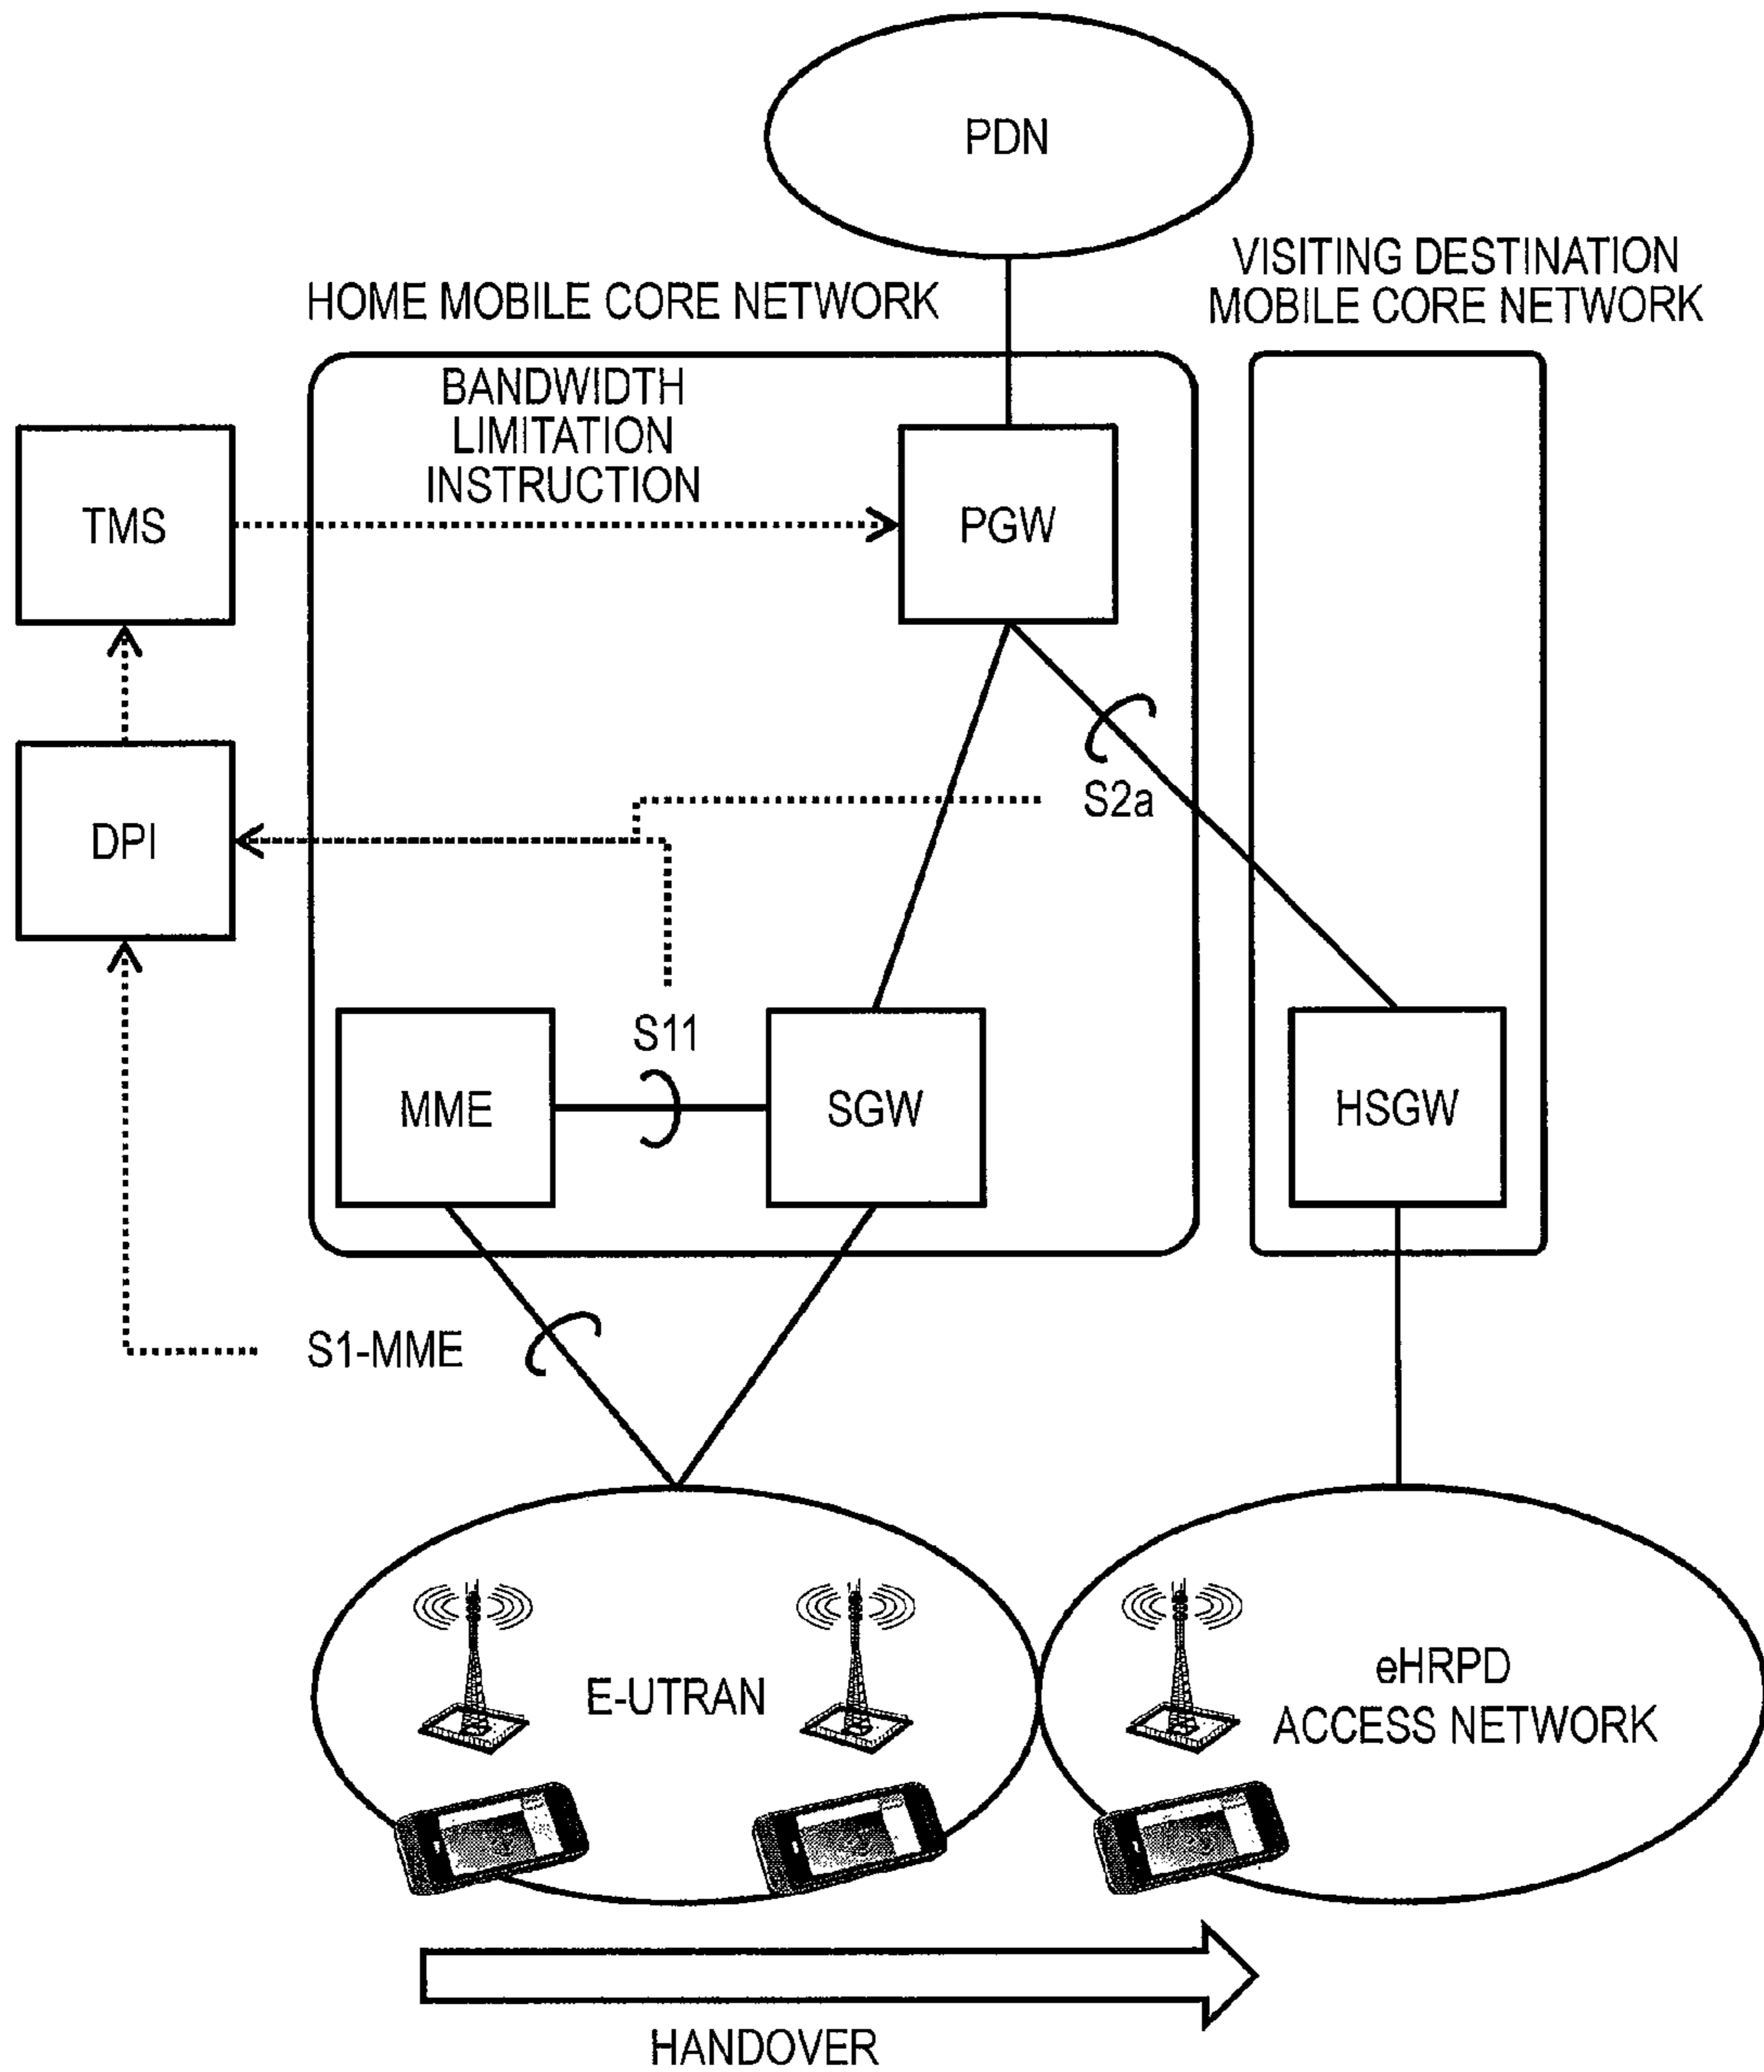 PDN
VISITING DESTINATION
MOBILE CORE NETWORK
HOME MOBILE CORE NETWORK
BANDWIDTH
LIMITATION
INSTRUCTION
TMS
PGW
S2a
DPI
S11
MME
SGW
HSGW
S1-MME
E-UTRAN
eHRPD
ACCESS NETWORK
HANDOVER